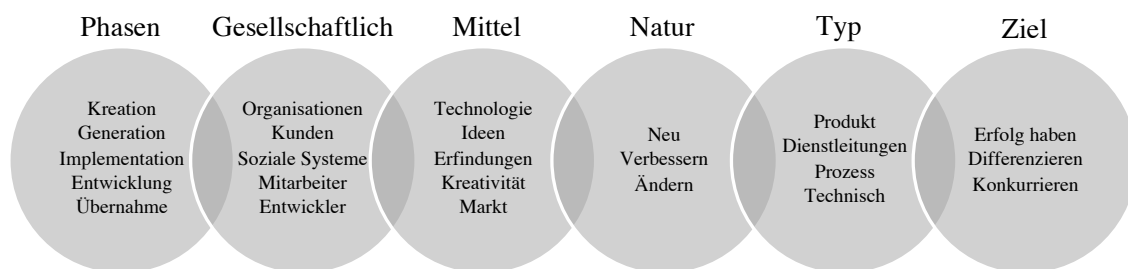 Phasen
Kreation
Generation
Implementation
Entwicklung
Übernahme
Gesellschaftlich
Organisationen
Kunden
Soziale Systeme
Mitarbeiter
Entwickler
Mittel
Technologie
Ideen
Erfindungen
Kreativität
Markt
Natur
Neu
Verbessern
Ändern
Typ
Produkt
Dienstleitungen
Prozess
Technisch
Ziel
Erfolg haben
Differenzieren
Konkurrieren